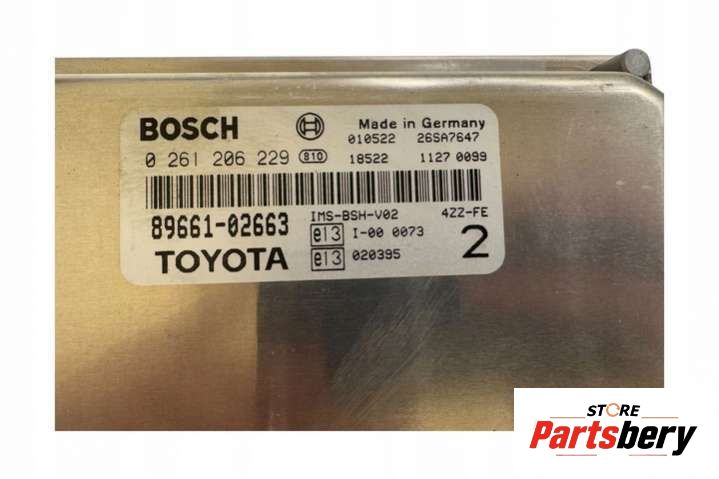 BOSCH Made in Germany
010522 26SA7647
0 261 206 229 810 18522 1127 0099
IMS-BSH-V02 4ZZ-FE
89661-02663 e13 I-00 0073 2
TOYOTA e13 020395
STORE
Partsbery